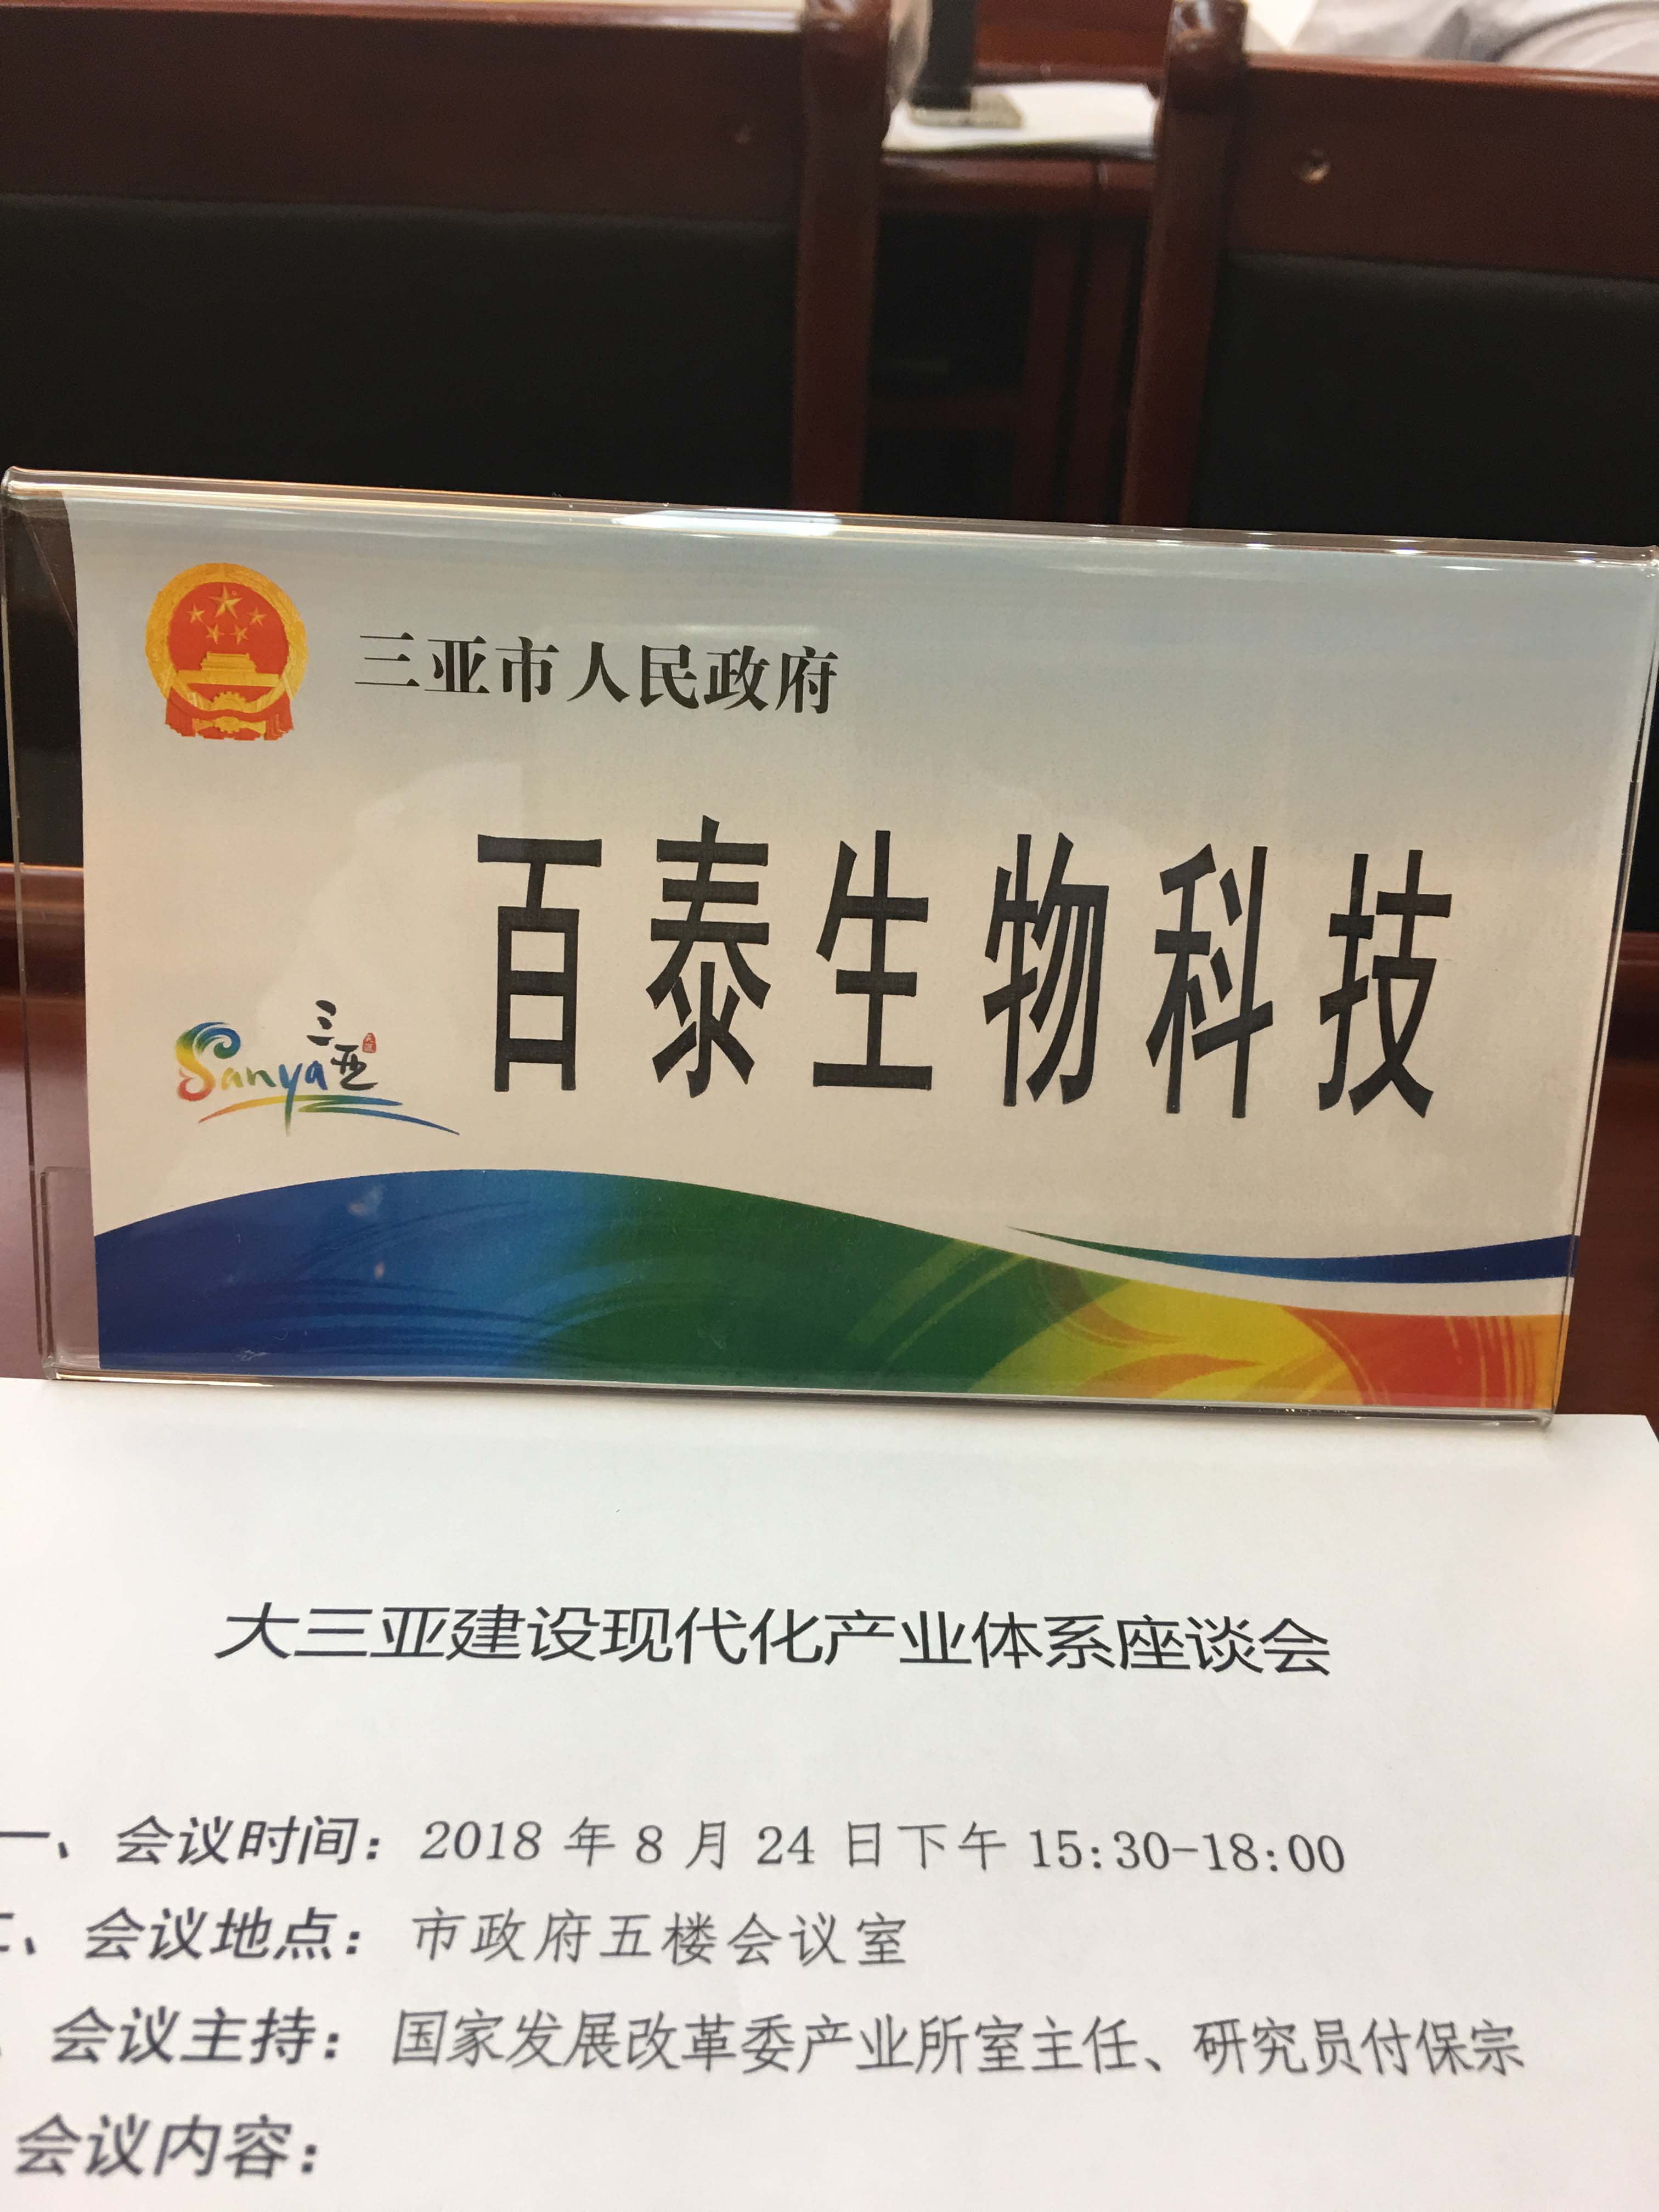 三亚市人民政府
百泰生物科技
三亚
Sanya
大三亚建设现代化产业体系座谈会
一、会议时间：2018 年 8 月 24 日下午 15:30-18:00
二、会议地点：市政府五楼会议室
、会议主持：国家发展改革委产业所室主任、研究员付保宗
会议内容：